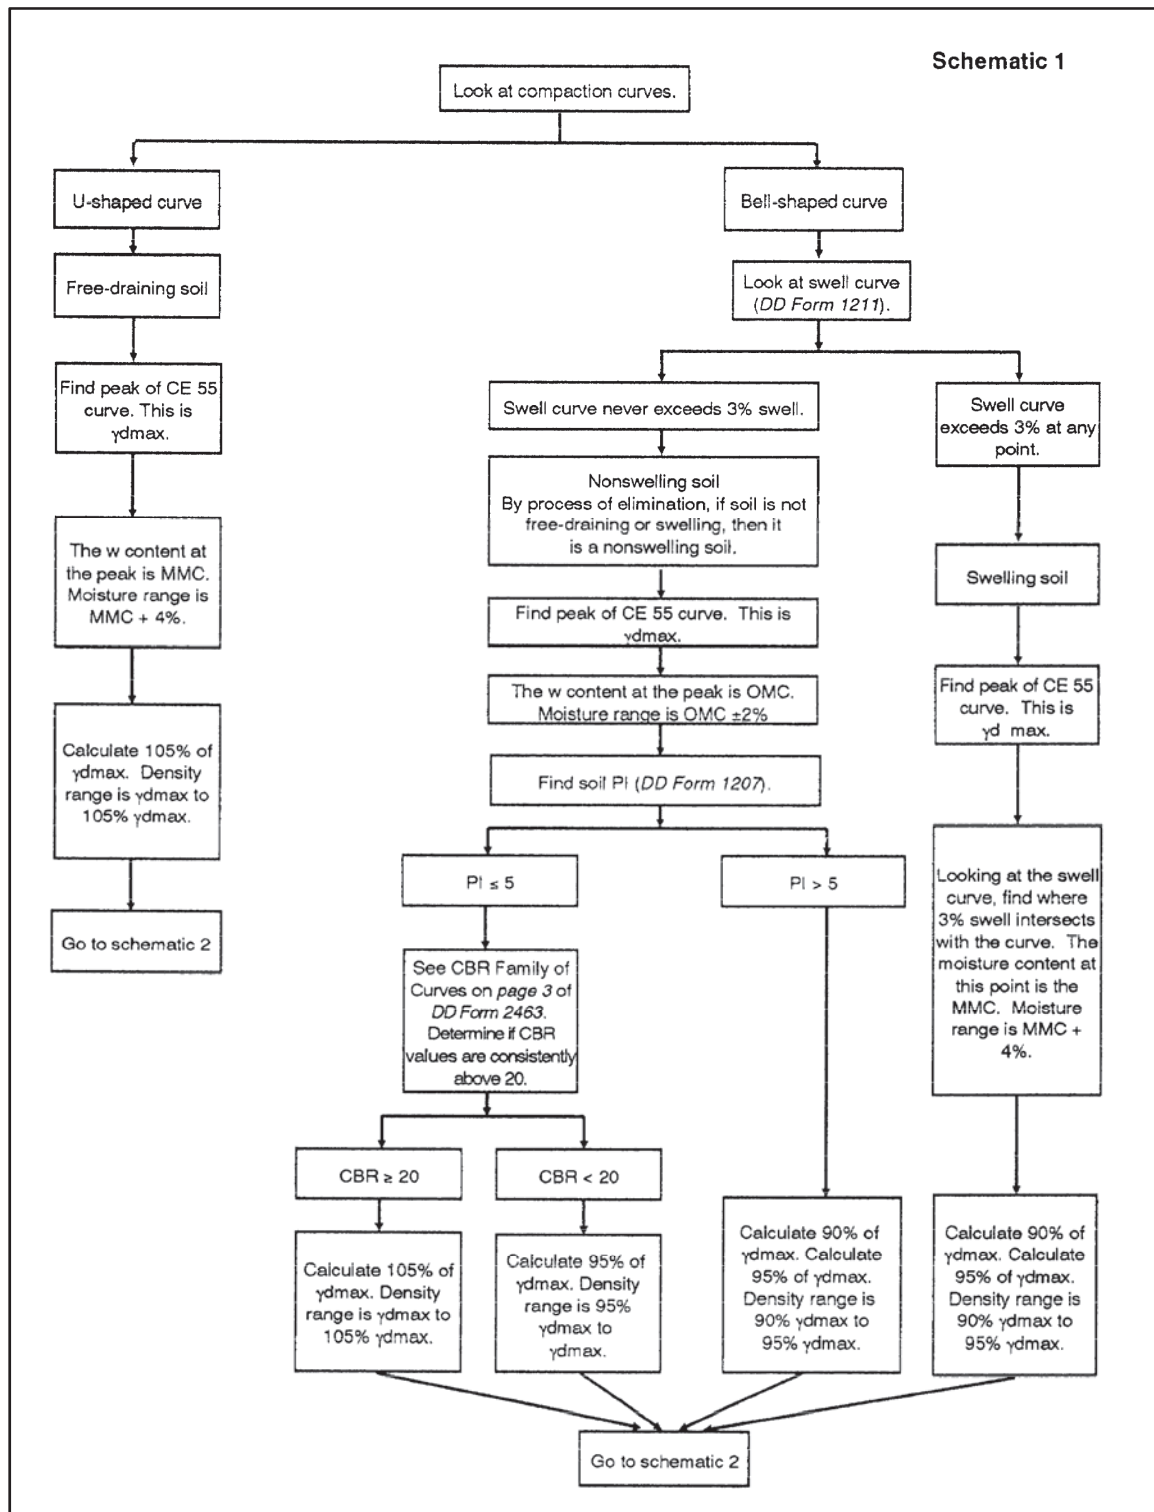 Schematic 1
Look at compaction curves.
U-shaped curve
Bell-shaped curve
Free-draining soil
Look at swell curve
(DD Form 1211).
Find peak of CE 55
curve. This is
γdmax.
Swell curve never exceeds 3% swell.
Swell curve
exceeds 3% at any
point.
Nonswelling soil
By process of elimination, if soil is not
free-draining or swelling, then it
is a nonswelling soil.
The w content at
the peak is MMC.
Moisture range is
MMC + 4%.
Swelling soil
Find peak of CE 55 curve. This is
γdmax.
The w content at the peak is OMC.
Moisture range is OMC ±2%
Find peak of CE 55
curve. This is
γd max.
Calculate 105% of
γdmax. Density
range is γdmax to
105% γdmax.
Find soil PI (DD Form 1207).
PI ≤ 5
PI > 5
Looking at the swell
curve, find where
3% swell intersects
with the curve. The
moisture content at
this point is the
MMC. Moisture
range is MMC +
4%.
Go to schematic 2
See CBR Family of
Curves on page 3 of
DD Form 2463.
Determine if CBR
values are consistently
above 20.
CBR ≥ 20
CBR < 20
Calculate 105% of
γdmax. Density
range is γdmax to
105% γdmax.
Calculate 95% of
γdmax. Density
range is 95%
γdmax to
γdmax.
Calculate 90% of
γdmax. Calculate
95% of γdmax.
Density range is
90% γdmax to
95% γdmax.
Calculate 90% of
γdmax. Calculate
95% of γdmax.
Density range is
90% γdmax to
95% γdmax.
Go to schematic 2